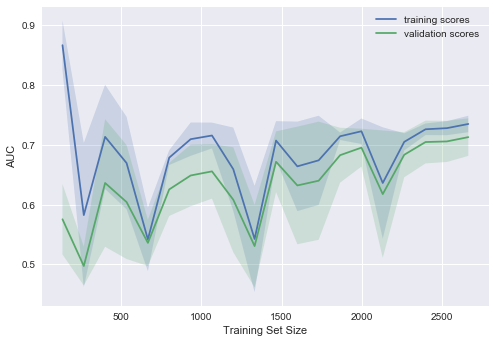 0.9
0.8
0.7
0.6
0.5
AUC
training scores
validation scores
500
1000
1500
2000
2500
Training Set Size